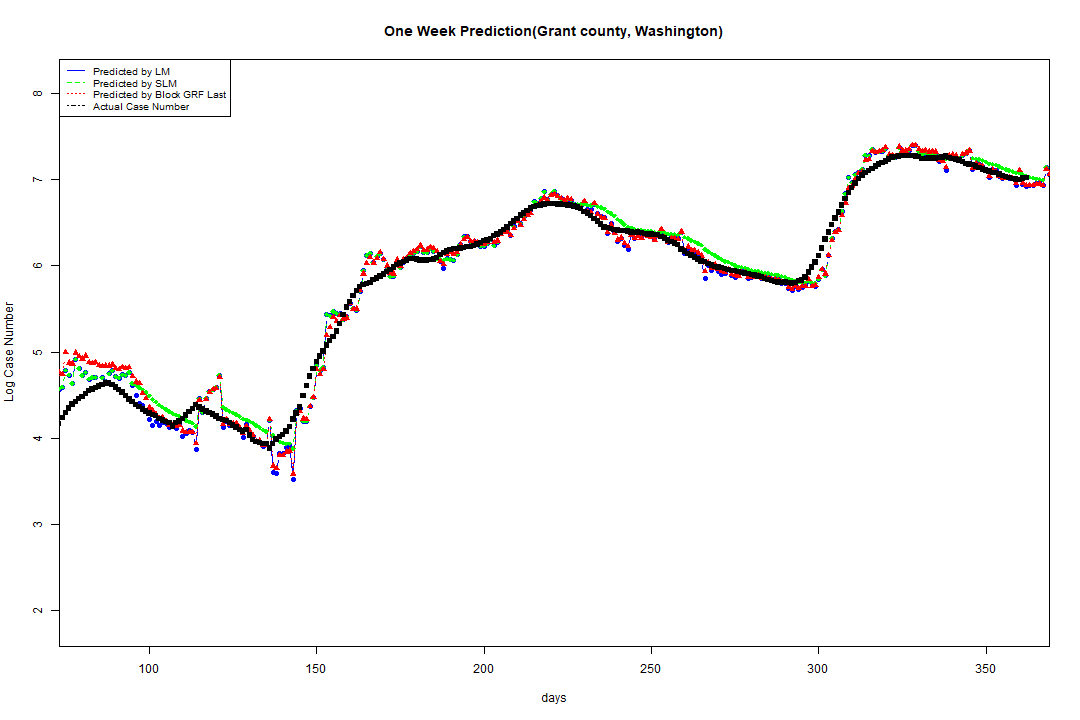 One Week Prediction(Grant county, Washington)
Predicted by LM
Predicted by SLM
Predicted by Block GRF Last
Actual Case Number
8
7
6
5
4
3
2
Log Case Number
100 150 200 250 300 350
days